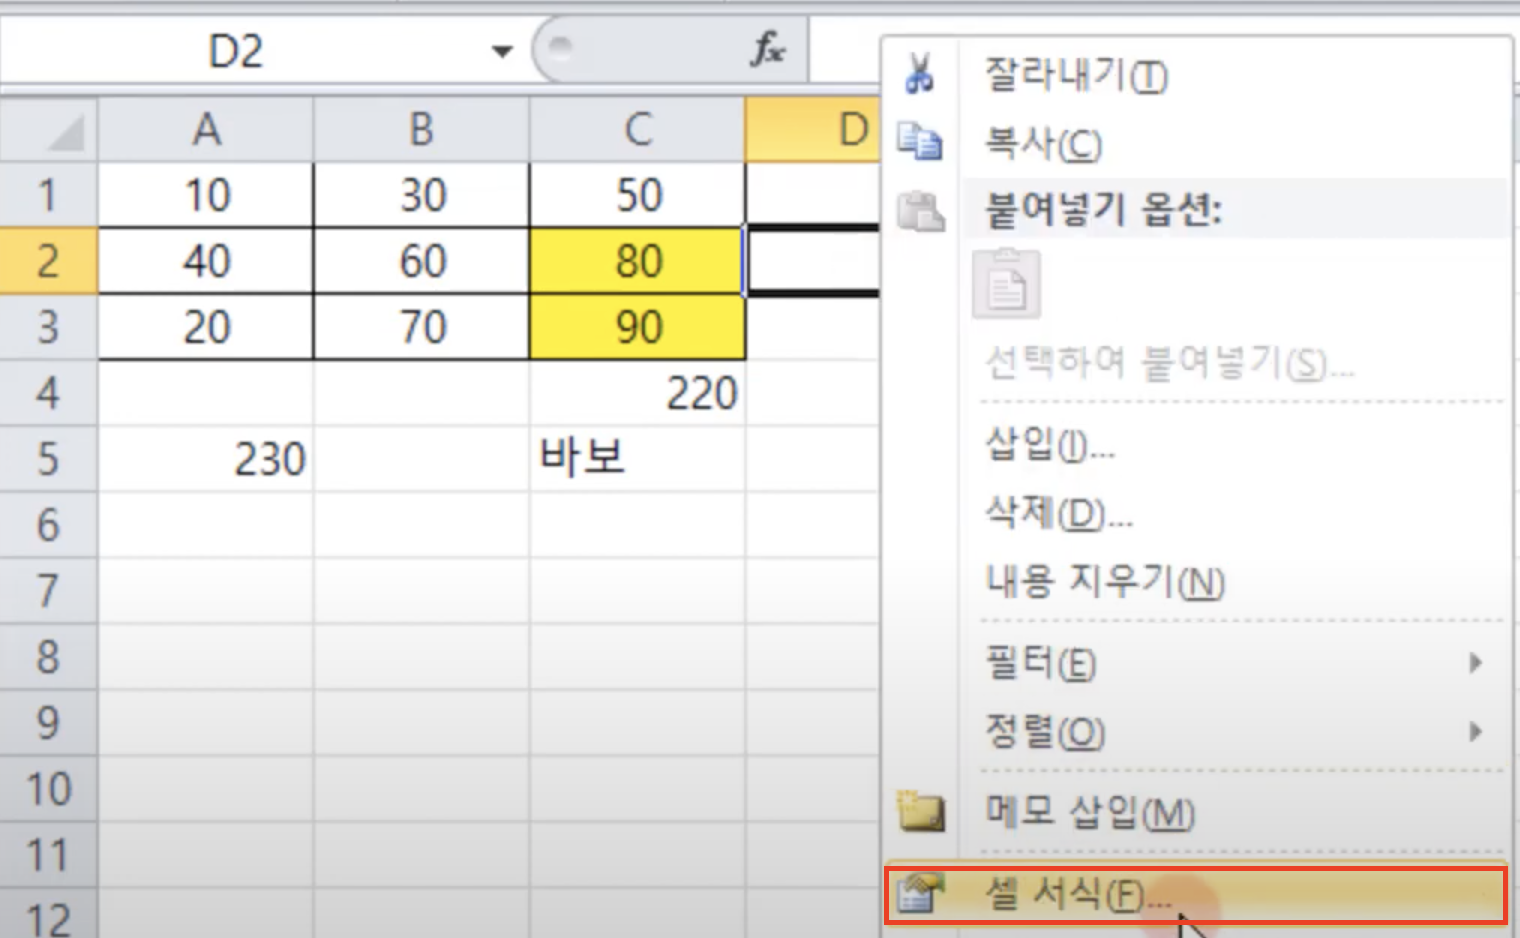 D2
fx
A B C D
1 10 30 50
2 40 60 80
3 20 70 90
4 220
5 230 바보
6
7
8
9
10
11
12
잘라내기(T)
복사(C)
붙여넣기 옵션:
선택하여 붙여넣기(S)...
삽입(I)...
삭제(D)...
내용 지우기(N)
필터(E)
정렬(O)
메모 삽입(M)
셀 서식(F)...